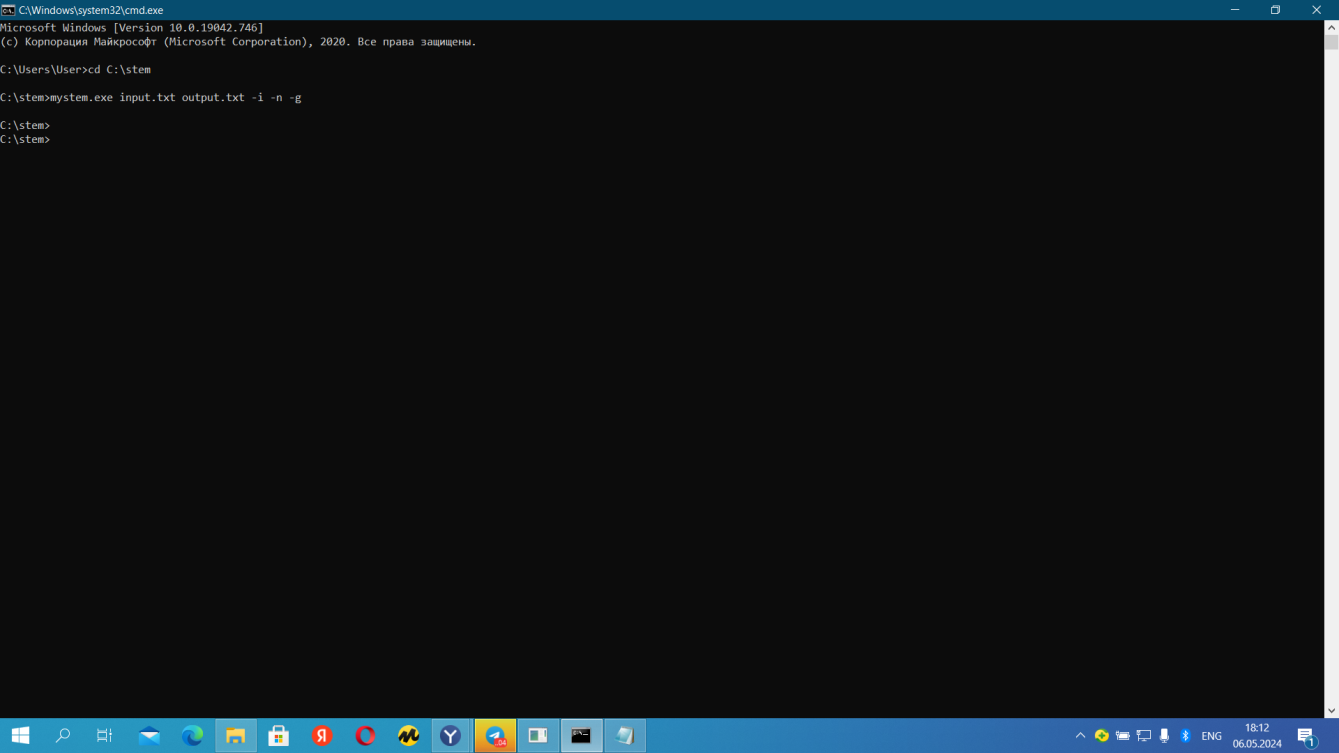 C:\Windows\system32\cmd.exe
Microsoft Windows [Version 10.0.19042.746]
(c) Корпорация Майкрософт (Microsoft Corporation), 2020. Все права защищены.
C:\Users\User>cd C:\stem
C:\stem>mystem.exe input.txt output.txt -i -n -g
C:\stem>
C:\stem>
ENG
18:12
06.05.2024
1